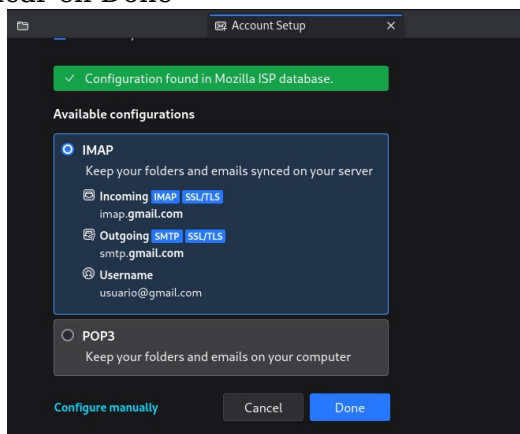 Account Setup
Configuration found in Mozilla ISP database.
Available configurations
IMAP
Keep your folders and emails synced on your server
Incoming IMAP SSL/TLS
imap.gmail.com
Outgoing SMTP SSL/TLS
smtp.gmail.com
Username
usuario@gmail.com
POP3
Keep your folders and emails on your computer
Configure manually Cancel Done